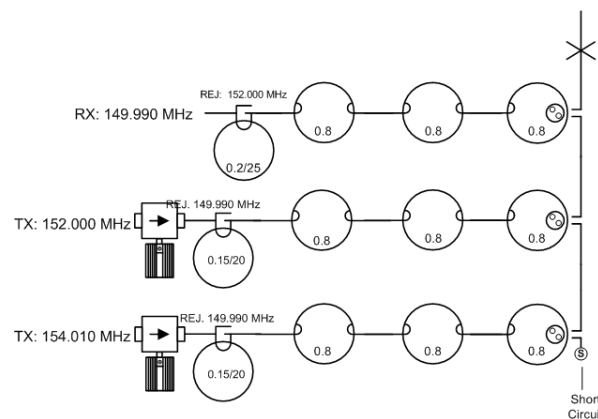 REJ: 152.000 MHz
RX: 149.990 MHz
0.8
0.8
0.8
0.2/25
REJ. 149.990 MHz
TX: 152.000 MHz
0.8
0.8
0.8
0.15/20
REJ. 149.990 MHz
TX: 154.010 MHz
0.8
0.8
0.8
S
0.15/20
Short
Circui